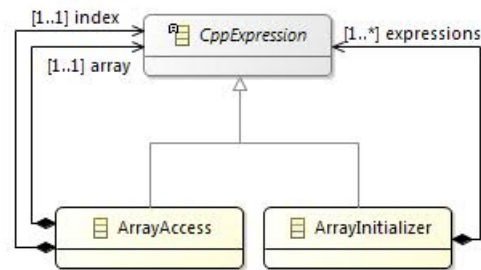 [1..1] index
CppExpression
[1..*] expressions
[1..1] array
ArrayAccess
ArrayInitializer